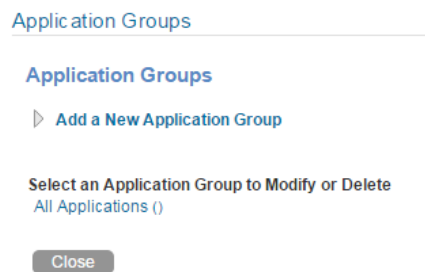 Application Groups
Application Groups
Add a New Application Group
Select an Application Group to Modify or Delete
All Applications ()
Close